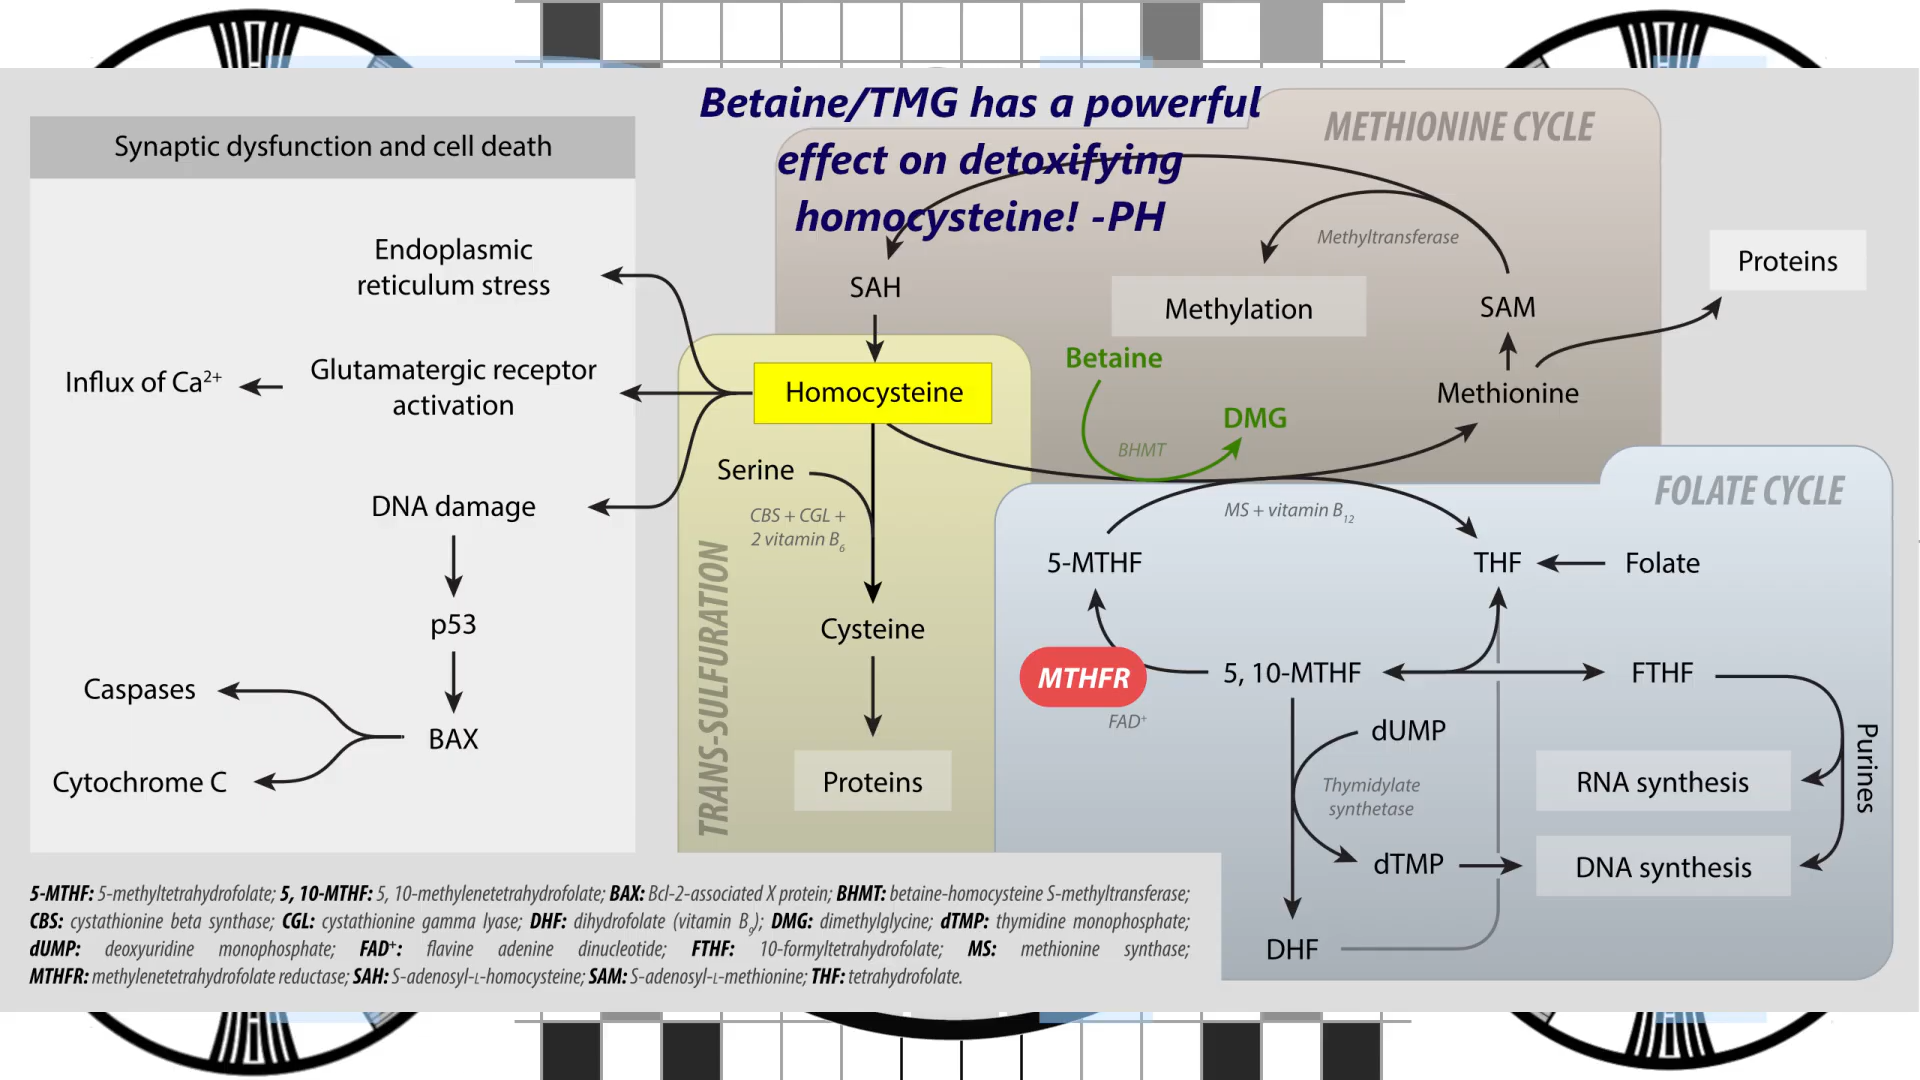 Betaine/TMG has a powerful
effect on detoxifying
homocysteine! -PH
Synaptic dysfunction and cell death
Endoplasmic
reticulum stress
Influx of Ca²⁺
Glutamatergic receptor
activation
DNA damage
p53
Caspases
BAX
Cytochrome C
METHIONINE CYCLE
SAH
Methyltransferase
Methylation
SAM
Proteins
Betaine
DMG
BHMT
Methionine
TRANS-SULFURATION
Homocysteine
Serine
CBS + CGL +
2 vitamin B₆
Cysteine
Proteins
FOLATE CYCLE
MS + vitamin B₁₂
5-MTHF
THF
Folate
MTHFR
FAD⁺
5, 10-MTHF
FTHF
dUMP
Thymidylate
synthetase
dTMP
DHF
RNA synthesis
DNA synthesis
Purines
5-MTHF: 5-methyltetrahydrofolate; 5, 10-MTHF: 5, 10-methylenetetrahydrofolate; BAX: Bcl-2-associated X protein; BHMT: betaine-homocysteine S-methyltransferase;
CBS: cystathionine beta synthase; CGL: cystathionine gamma lyase; DHF: dihydrofolate (vitamin B₉); DMG: dimethylglycine; dTMP: thymidine monophosphate;
dUMP: deoxyuridine monophosphate; FAD⁺: flavine adenine dinucleotide; FTHF: 10-formyltetrahydrofolate; MS: methionine synthase;
MTHFR: methylenetetrahydrofolate reductase; SAH: S-adenosyl-L-homocysteine; SAM: S-adenosyl-L-methionine; THF: tetrahydrofolate.